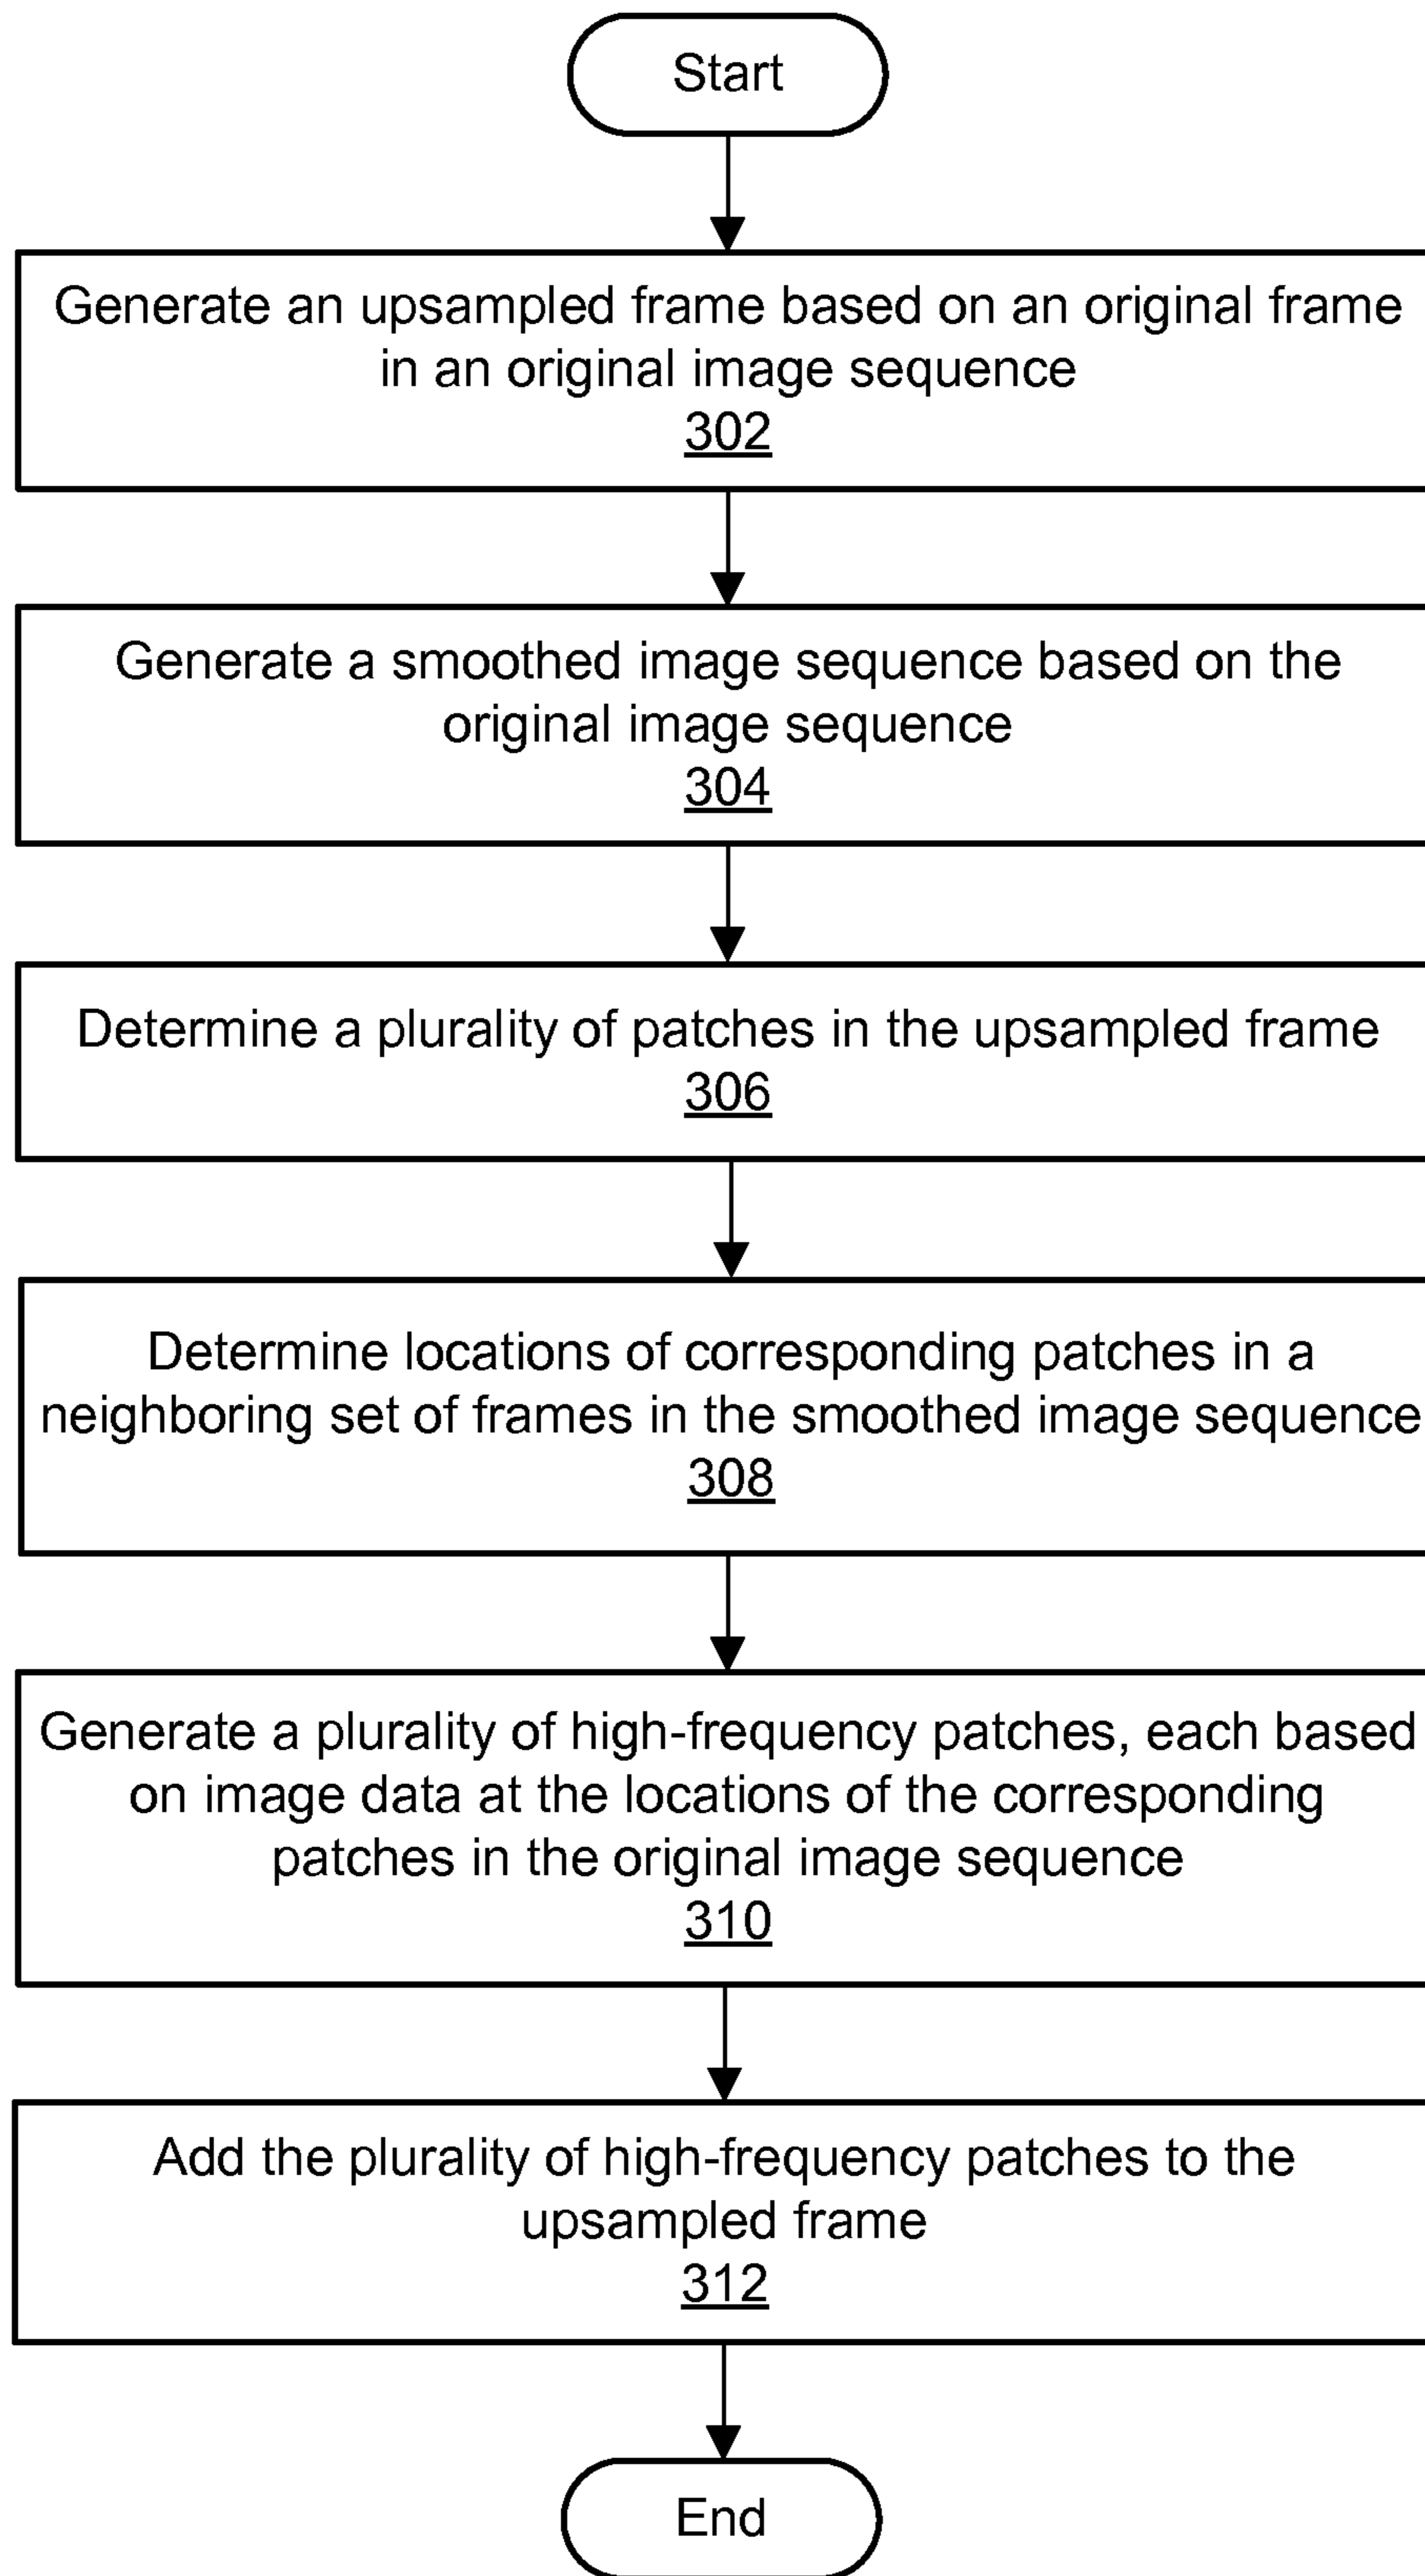 Start
Generate an upsampled frame based on an original frame
in an original image sequence
302
Generate a smoothed image sequence based on the
original image sequence
304
Determine a plurality of patches in the upsampled frame
306
Determine locations of corresponding patches in a
neighboring set of frames in the smoothed image sequence
308
Generate a plurality of high-frequency patches, each based
on image data at the locations of the corresponding
patches in the original image sequence
310
Add the plurality of high-frequency patches to the
upsampled frame
312
End